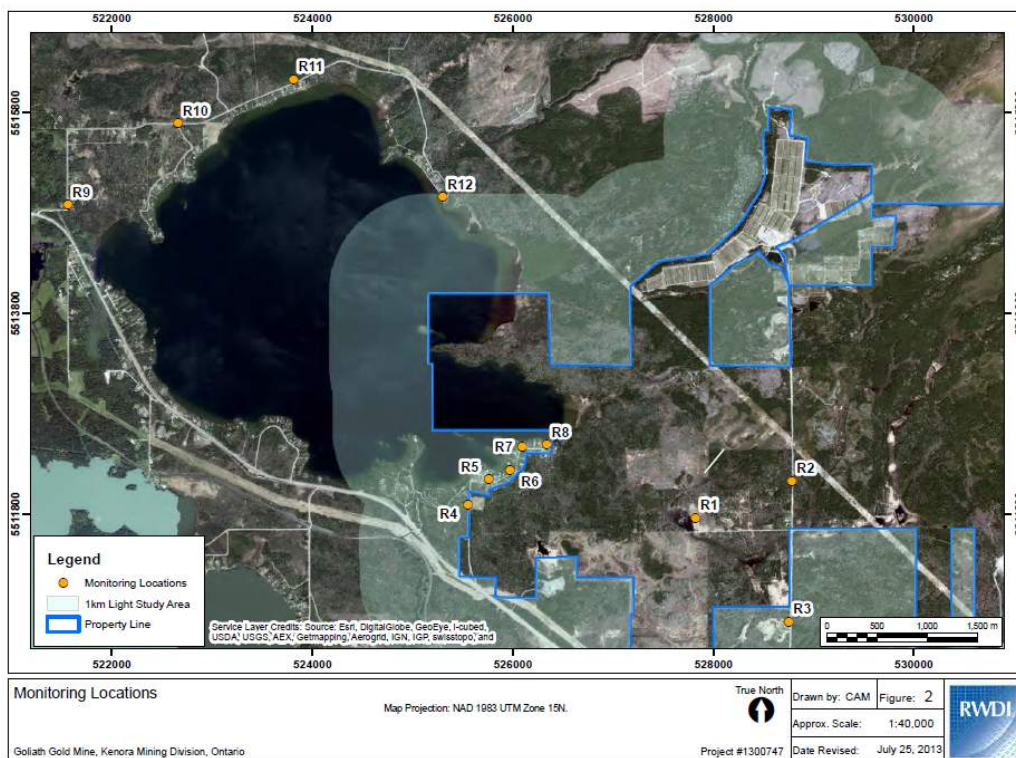 522000 524000 526000 528000 530000
R11
5515800
R10
R9
R12
5513800
R8
R7
R5
R6
R2
R4
R1
5511800
R3
Legend
Monitoring Locations
1km Light Study Area
Property Line
Service Layer Credits: Source: Esri, DigitalGlobe, GeoEye, i-cubed,
USDA, USGS, AEX, Getmapping, Aerogrid, IGN, IGP, swisstopo, and
0 500 1,000 1,500 m
522000 524000 526000 528000 530000
Monitoring Locations
Map Projection: NAD 1983 UTM Zone 15N.
True North
Drawn by: CAM Figure: 2
Approx. Scale: 1:40,000
RWDI
Goliath Gold Mine, Kenora Mining Division, Ontario
Project #1300747
Date Revised: July 25, 2013